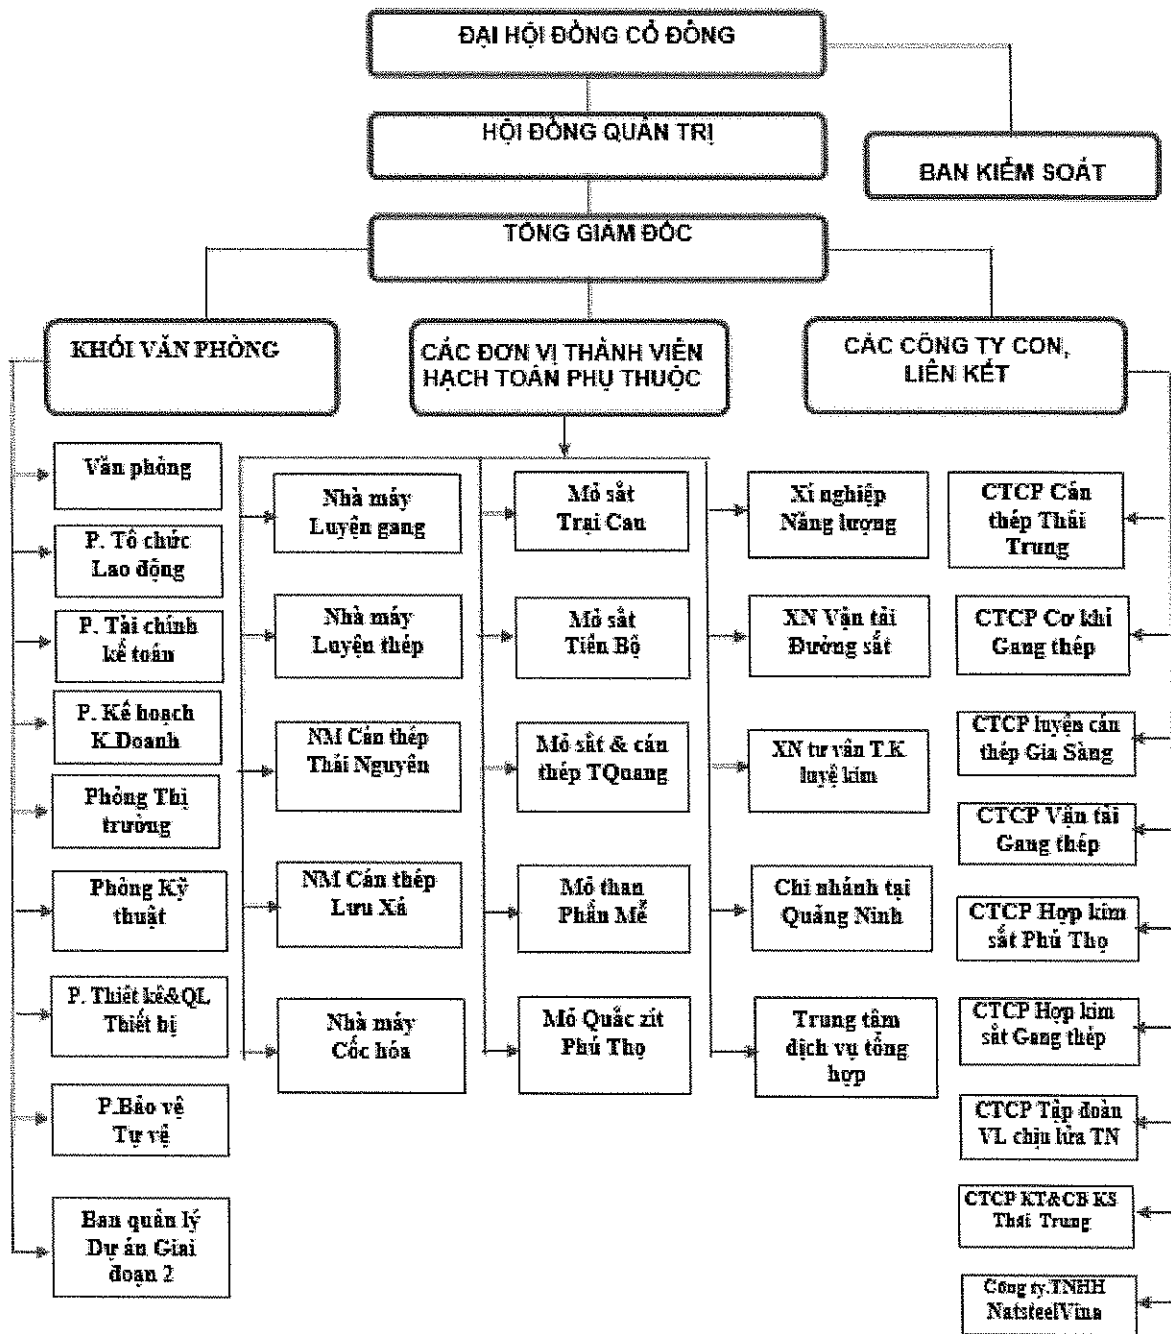 ĐẠI HỘI ĐỒNG CỔ ĐÔNG
HỘI ĐỒNG QUẢN TRỊ
BAN KIỂM SOÁT
TỔNG GIÁM ĐỐC
KHỐI VĂN PHÒNG
CÁC ĐƠN VỊ THÀNH VIÊN
HẠCH TOÁN PHỤ THUỘC
CÁC CÔNG TY CON,
LIÊN KẾT
Văn phòng
P. Tổ chức
Lao động
P. Tài chính
kế toán
P. Kế hoạch
K.Doanh
Phòng Thị
trường
Phòng Kỹ
thuật
P. Thiết kế&QL
Thiết bị
P.Bảo vệ
Tự vệ
Ban quản lý
Dự án Giai
đoạn 2
Nhà máy
Luyện gang
Nhà máy
Luyện thép
NM Cán thép
Thái Nguyên
NM Cán thép
Lưu Xá
Nhà máy
Cốc hóa
Mỏ sắt
Trại Cau
Mỏ sắt
Tiến Bộ
Mỏ sắt & cán
thép TQuang
Mỏ than
Phấn Mễ
Mỏ Quắc zít
Phú Thọ
Xí nghiệp
Năng lượng
XN Vận tải
Đường sắt
XN tư vấn T.K
luyệ kim
Chi nhánh tại
Quảng Ninh
Trung tâm
dịch vụ tổng
hợp
CTCP Cán
thép Thái
Trung
CTCP Cơ khí
Gang thép
CTCP luyện cán
thép Gia Sàng
CTCP Vận tải
Gang thép
CTCP Hợp kim
sắt Phú Thọ
CTCP Hợp kim
sắt Gang thép
CTCP Tập đoàn
VL chịu lửa TN
CTCP KT&CB KS
Thái Trung
Công ty.TNHH
NatsteelVina